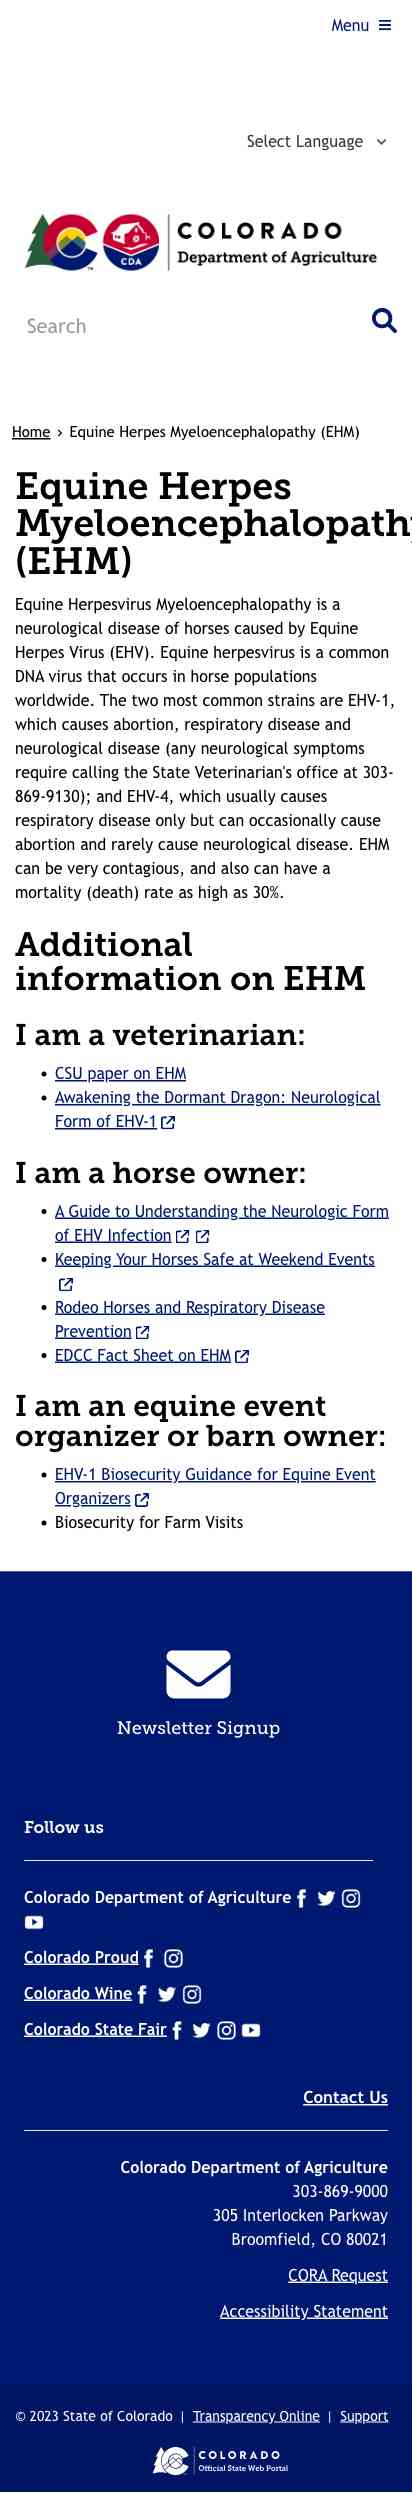 Menu
Select Language
CDA
COLORADO
Department of Agriculture
Search
Home › Equine Herpes Myeloencephalopathy (EHM)
Equine Herpes
Myeloencephalopathy
(EHM)
Equine Herpesvirus Myeloencephalopathy is a
neurological disease of horses caused by Equine
Herpes Virus (EHV). Equine herpesvirus is a common
DNA virus that occurs in horse populations
worldwide. The two most common strains are EHV-1,
which causes abortion, respiratory disease and
neurological disease (any neurological symptoms
require calling the State Veterinarian's office at 303-
869-9130); and EHV-4, which usually causes
respiratory disease only but can occasionally cause
abortion and rarely cause neurological disease. EHM
can be very contagious, and also can have a
mortality (death) rate as high as 30%.
Additional
information on EHM
I am a veterinarian:
• CSU paper on EHM
• Awakening the Dormant Dragon: Neurological
Form of EHV-1
I am a horse owner:
• A Guide to Understanding the Neurologic Form
of EHV Infection
• Keeping Your Horses Safe at Weekend Events
• Rodeo Horses and Respiratory Disease
Prevention
• EDCC Fact Sheet on EHM
I am an equine event
organizer or barn owner:
• EHV-1 Biosecurity Guidance for Equine Event
Organizers
• Biosecurity for Farm Visits
Newsletter Signup
Follow us
Colorado Department of Agriculture
Colorado Proud
Colorado Wine
Colorado State Fair
Contact Us
Colorado Department of Agriculture
303-869-9000
305 Interlocken Parkway
Broomfield, CO 80021
CORA Request
Accessibility Statement
© 2023 State of Colorado | Transparency Online | Support
COLORADO
Official State Web Portal